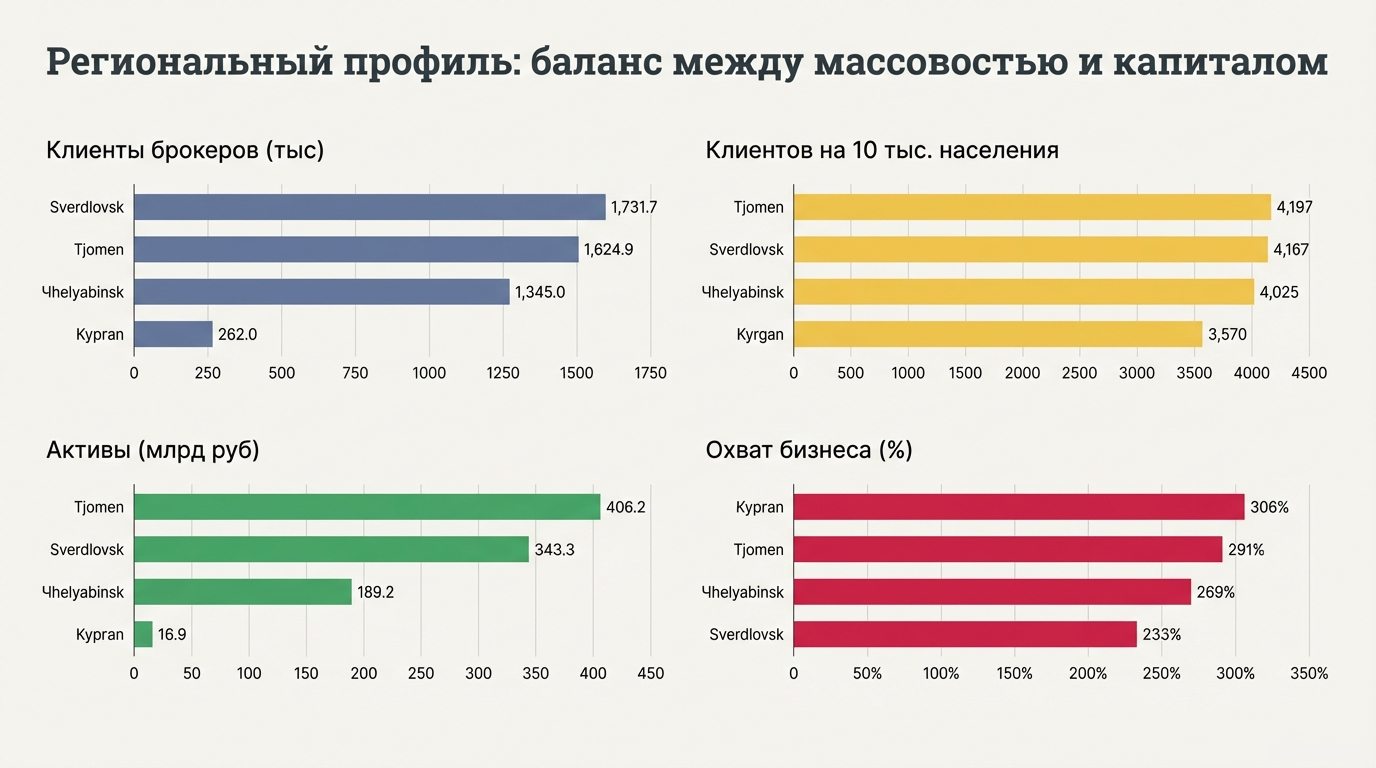 Региональный профиль: баланс между массовостью и капиталом
Клиенты брокеров (тыс)
Sverdlovsk 1,731.7
Tjomen 1,624.9
Чhelyabinsk 1,345.0
Kypran 262.0
0 250 500 750 1000 1250 1500 1750
Клиентов на 10 тыс. населения
Tjomen 4,197
Sverdlovsk 4,167
Чhelyabinsk 4,025
Kyrgan 3,570
0 500 1000 1500 2000 2500 3000 3500 4000 4500
Активы (млрд руб)
Tjomen 406.2
Sverdlovsk 343.3
Чhelyabinsk 189.2
Kypran 16.9
0 50 100 150 200 250 300 350 400 450
Охват бизнеса (%)
Kypran 306%
Tjomen 291%
Чhelyabinsk 269%
Sverdlovsk 233%
0 50% 100% 150% 200% 250% 300% 350%